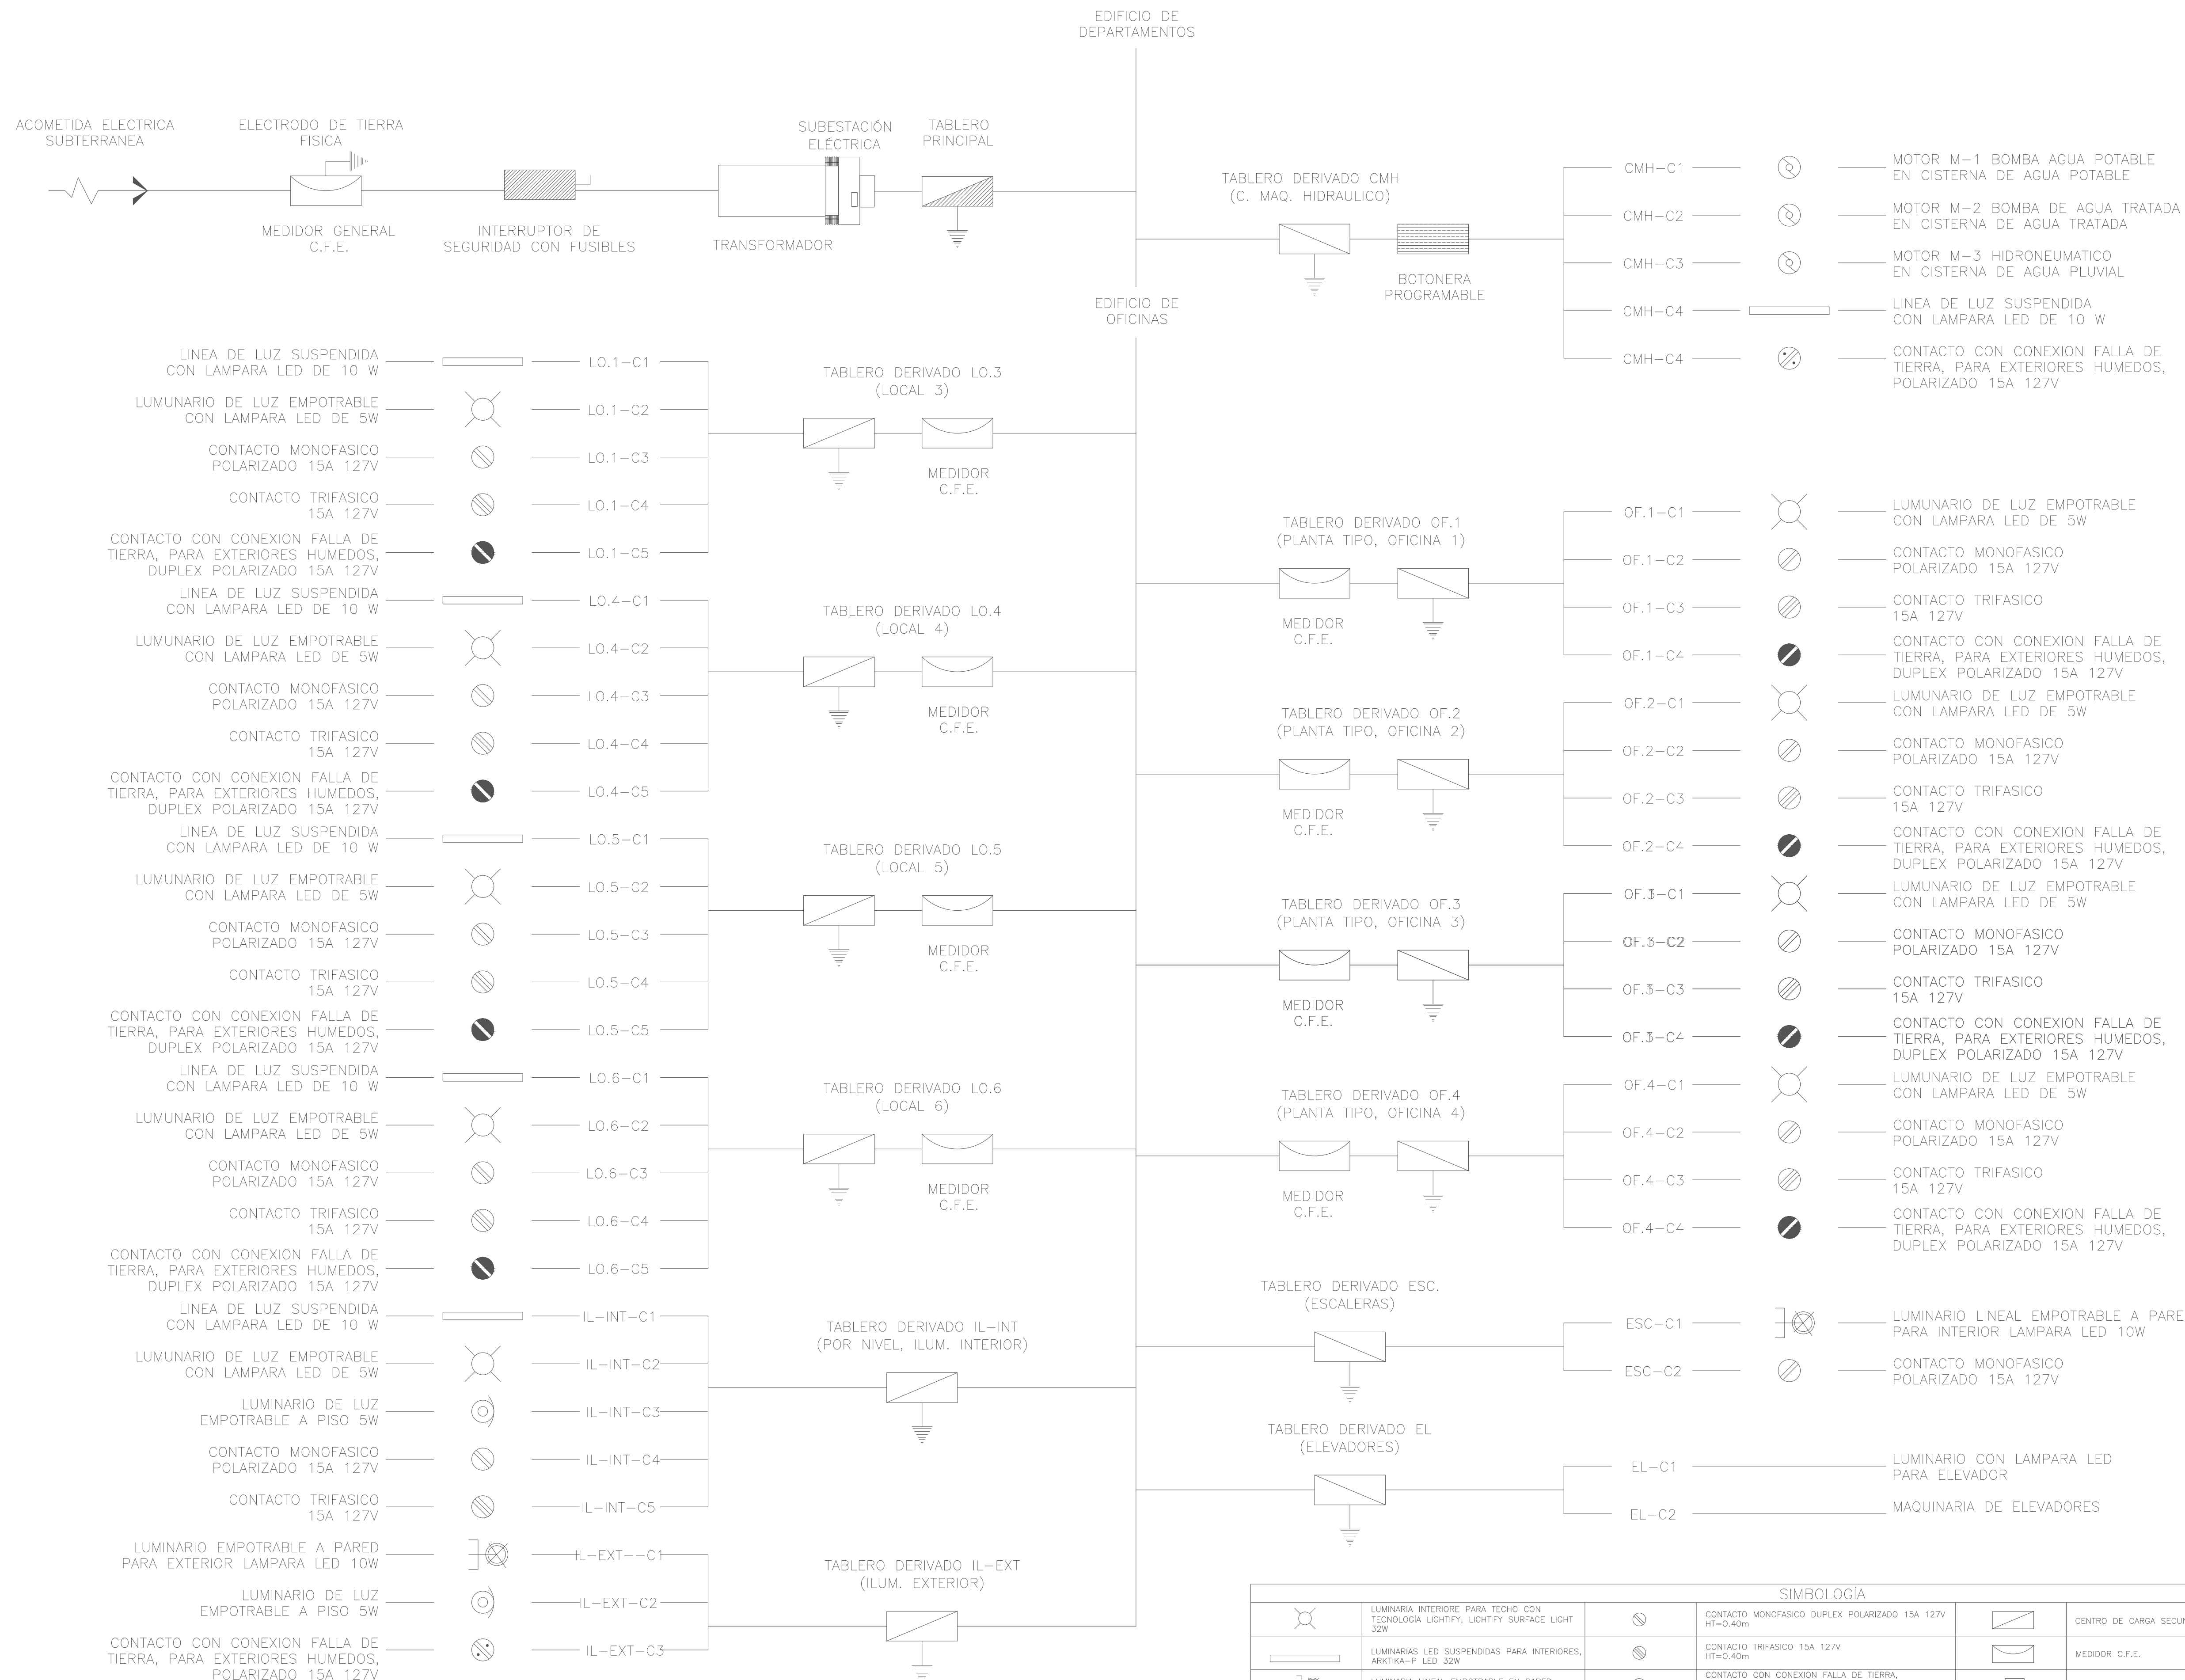 EDIFICIO DE
DEPARTAMENTOS
ACOMETIDA ELECTRICA
SUBTERRANEA
ELECTRODO DE TIERRA
FISICA
MEDIDOR GENERAL
C.F.E.
INTERRUPTOR DE
SEGURIDAD CON FUSIBLES
TRANSFORMADOR
SUBESTACIÓN
ELÉCTRICA
TABLERO
PRINCIPAL
EDIFICIO DE
OFICINAS
TABLERO DERIVADO CMH
(C. MAQ. HIDRAULICO)
BOTONERA
PROGRAMABLE
CMH-C1
MOTOR M-1 BOMBA AGUA POTABLE
EN CISTERNA DE AGUA POTABLE
CMH-C2
MOTOR M-2 BOMBA DE AGUA TRATADA
EN CISTERNA DE AGUA TRATADA
CMH-C3
MOTOR M-3 HIDRONEUMATICO
EN CISTERNA DE AGUA PLUVIAL
CMH-C4
LINEA DE LUZ SUSPENDIDA
CON LAMPARA LED DE 10 W
CMH-C4
CONTACTO CON CONEXION FALLA DE
TIERRA, PARA EXTERIORES HUMEDOS,
POLARIZADO 15A 127V
LINEA DE LUZ SUSPENDIDA
CON LAMPARA LED DE 10 W
LO.1-C1
LUMUNARIO DE LUZ EMPOTRABLE
CON LAMPARA LED DE 5W
LO.1-C2
CONTACTO MONOFASICO
POLARIZADO 15A 127V
LO.1-C3
CONTACTO TRIFASICO
15A 127V
LO.1-C4
CONTACTO CON CONEXION FALLA DE
TIERRA, PARA EXTERIORES HUMEDOS,
DUPLEX POLARIZADO 15A 127V
LO.1-C5
TABLERO DERIVADO LO.3
(LOCAL 3)
MEDIDOR
C.F.E.
LINEA DE LUZ SUSPENDIDA
CON LAMPARA LED DE 10 W
LO.4-C1
LUMUNARIO DE LUZ EMPOTRABLE
CON LAMPARA LED DE 5W
LO.4-C2
CONTACTO MONOFASICO
POLARIZADO 15A 127V
LO.4-C3
CONTACTO TRIFASICO
15A 127V
LO.4-C4
CONTACTO CON CONEXION FALLA DE
TIERRA, PARA EXTERIORES HUMEDOS,
DUPLEX POLARIZADO 15A 127V
LO.4-C5
TABLERO DERIVADO LO.4
(LOCAL 4)
MEDIDOR
C.F.E.
LINEA DE LUZ SUSPENDIDA
CON LAMPARA LED DE 10 W
LO.5-C1
LUMUNARIO DE LUZ EMPOTRABLE
CON LAMPARA LED DE 5W
LO.5-C2
CONTACTO MONOFASICO
POLARIZADO 15A 127V
LO.5-C3
CONTACTO TRIFASICO
15A 127V
LO.5-C4
CONTACTO CON CONEXION FALLA DE
TIERRA, PARA EXTERIORES HUMEDOS,
DUPLEX POLARIZADO 15A 127V
LO.5-C5
TABLERO DERIVADO LO.5
(LOCAL 5)
MEDIDOR
C.F.E.
LINEA DE LUZ SUSPENDIDA
CON LAMPARA LED DE 10 W
LO.6-C1
LUMUNARIO DE LUZ EMPOTRABLE
CON LAMPARA LED DE 5W
LO.6-C2
CONTACTO MONOFASICO
POLARIZADO 15A 127V
LO.6-C3
CONTACTO TRIFASICO
15A 127V
LO.6-C4
CONTACTO CON CONEXION FALLA DE
TIERRA, PARA EXTERIORES HUMEDOS,
DUPLEX POLARIZADO 15A 127V
LO.6-C5
TABLERO DERIVADO LO.6
(LOCAL 6)
MEDIDOR
C.F.E.
LINEA DE LUZ SUSPENDIDA
CON LAMPARA LED DE 10 W
IL-INT-C1
LUMUNARIO DE LUZ EMPOTRABLE
CON LAMPARA LED DE 5W
IL-INT-C2
LUMINARIO DE LUZ
EMPOTRABLE A PISO 5W
IL-INT-C3
CONTACTO MONOFASICO
POLARIZADO 15A 127V
IL-INT-C4
CONTACTO TRIFASICO
15A 127V
IL-INT-C5
TABLERO DERIVADO IL-INT
(POR NIVEL, ILUM. INTERIOR)
LUMINARIO EMPOTRABLE A PARED
PARA EXTERIOR LAMPARA LED 10W
IL-EXT--C1
LUMINARIO DE LUZ
EMPOTRABLE A PISO 5W
IL-EXT-C2
CONTACTO CON CONEXION FALLA DE
TIERRA, PARA EXTERIORES HUMEDOS,
POLARIZADO 15A 127V
IL-EXT-C3
TABLERO DERIVADO IL-EXT
(ILUM. EXTERIOR)
TABLERO DERIVADO OF.1
(PLANTA TIPO, OFICINA 1)
MEDIDOR
C.F.E.
OF.1-C1
LUMUNARIO DE LUZ EMPOTRABLE
CON LAMPARA LED DE 5W
OF.1-C2
CONTACTO MONOFASICO
POLARIZADO 15A 127V
OF.1-C3
CONTACTO TRIFASICO
15A 127V
OF.1-C4
CONTACTO CON CONEXION FALLA DE
TIERRA, PARA EXTERIORES HUMEDOS,
DUPLEX POLARIZADO 15A 127V
TABLERO DERIVADO OF.2
(PLANTA TIPO, OFICINA 2)
MEDIDOR
C.F.E.
OF.2-C1
LUMUNARIO DE LUZ EMPOTRABLE
CON LAMPARA LED DE 5W
OF.2-C2
CONTACTO MONOFASICO
POLARIZADO 15A 127V
OF.2-C3
CONTACTO TRIFASICO
15A 127V
OF.2-C4
CONTACTO CON CONEXION FALLA DE
TIERRA, PARA EXTERIORES HUMEDOS,
DUPLEX POLARIZADO 15A 127V
TABLERO DERIVADO OF.3
(PLANTA TIPO, OFICINA 3)
MEDIDOR
C.F.E.
OF.3-C1
LUMUNARIO DE LUZ EMPOTRABLE
CON LAMPARA LED DE 5W
OF.3-C2
CONTACTO MONOFASICO
POLARIZADO 15A 127V
OF.3-C3
CONTACTO TRIFASICO
15A 127V
OF.3-C4
CONTACTO CON CONEXION FALLA DE
TIERRA, PARA EXTERIORES HUMEDOS,
DUPLEX POLARIZADO 15A 127V
TABLERO DERIVADO OF.4
(PLANTA TIPO, OFICINA 4)
MEDIDOR
C.F.E.
OF.4-C1
LUMUNARIO DE LUZ EMPOTRABLE
CON LAMPARA LED DE 5W
OF.4-C2
CONTACTO MONOFASICO
POLARIZADO 15A 127V
OF.4-C3
CONTACTO TRIFASICO
15A 127V
OF.4-C4
CONTACTO CON CONEXION FALLA DE
TIERRA, PARA EXTERIORES HUMEDOS,
DUPLEX POLARIZADO 15A 127V
TABLERO DERIVADO ESC.
(ESCALERAS)
ESC-C1
LUMINARIO LINEAL EMPOTRABLE A PARE
PARA INTERIOR LAMPARA LED 10W
ESC-C2
CONTACTO MONOFASICO
POLARIZADO 15A 127V
TABLERO DERIVADO EL
(ELEVADORES)
EL-C1
LUMINARIO CON LAMPARA LED
PARA ELEVADOR
EL-C2
MAQUINARIA DE ELEVADORES
SIMBOLOGÍA
LUMINARIA INTERIORE PARA TECHO CON
TECNOLOGÍA LIGHTIFY, LIGHTIFY SURFACE LIGHT
32W
CONTACTO MONOFASICO DUPLEX POLARIZADO 15A 127V
HT=0.40m
CENTRO DE CARGA SECUN
LUMINARIAS LED SUSPENDIDAS PARA INTERIORES,
ARKTIKA-P LED 32W
CONTACTO TRIFASICO 15A 127V
HT=0.40m
MEDIDOR C.F.E.
CONTACTO CON CONEXION FALLA DE TIERRA,